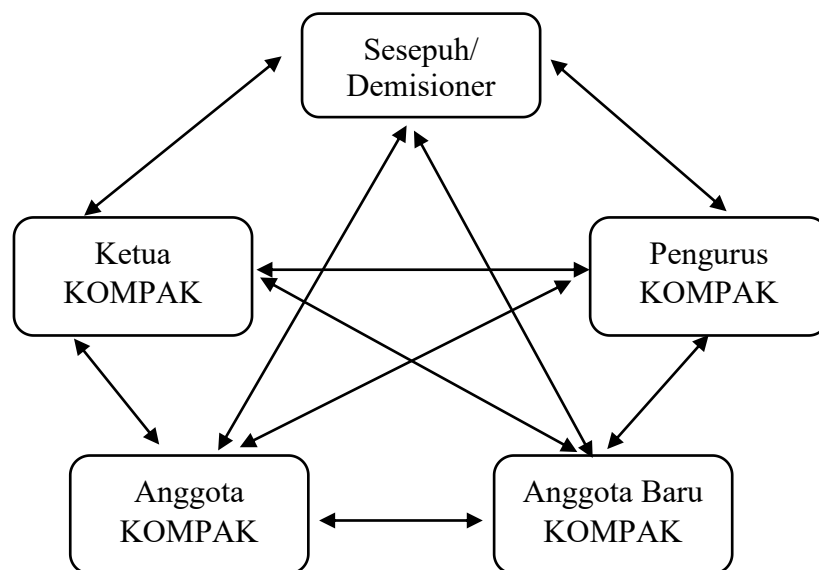 Sesepuh/
Demisioner
Ketua
KOMPAK
Pengurus
KOMPAK
Anggota
KOMPAK
Anggota Baru
KOMPAK